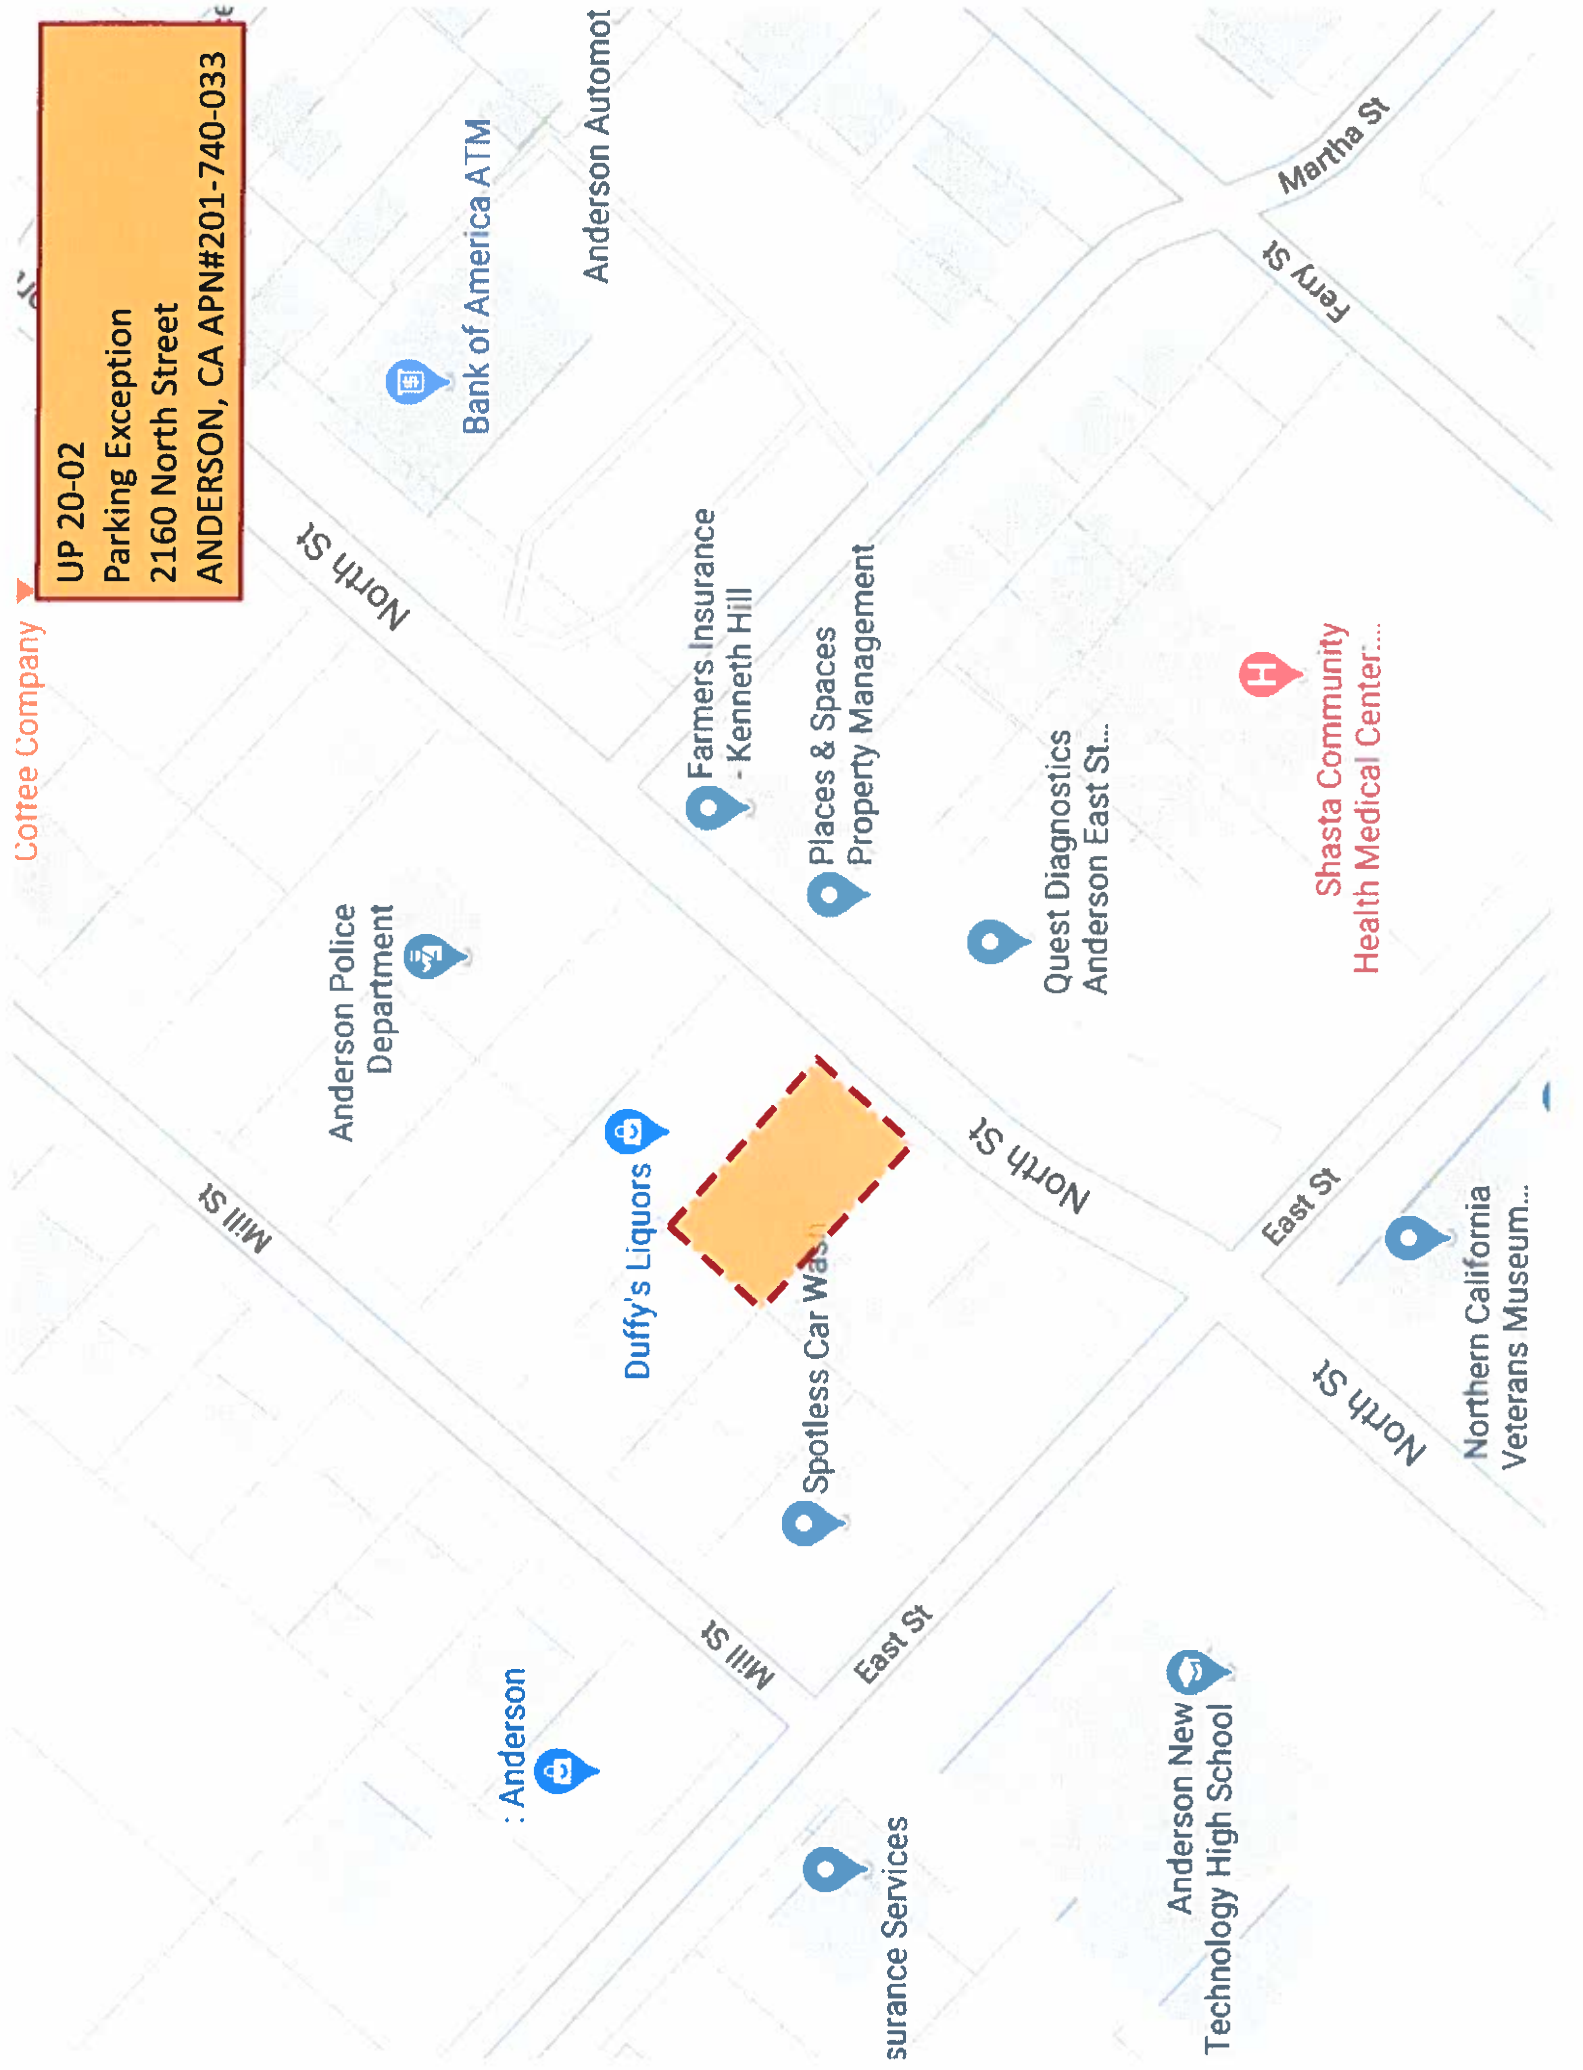 UP 20-02
Parking Exception
2160 North Street
ANDERSON, CA APN#201-740-033
Coffee Company
North St
Bank of America ATM
Anderson Automot
Martha St
Ferry St
Farmers Insurance
- Kenneth Hill
Places & Spaces
Property Management
Quest Diagnostics
Anderson East St...
Shasta Community
Health Medical Center...
Anderson Police
Department
Mill St
Duffy's Liquors
Spotless Car Wash
North St
East St
Northern California
Veterans Museum...
North St
Mill St
East St
: Anderson
surance Services
Anderson New
Technology High School